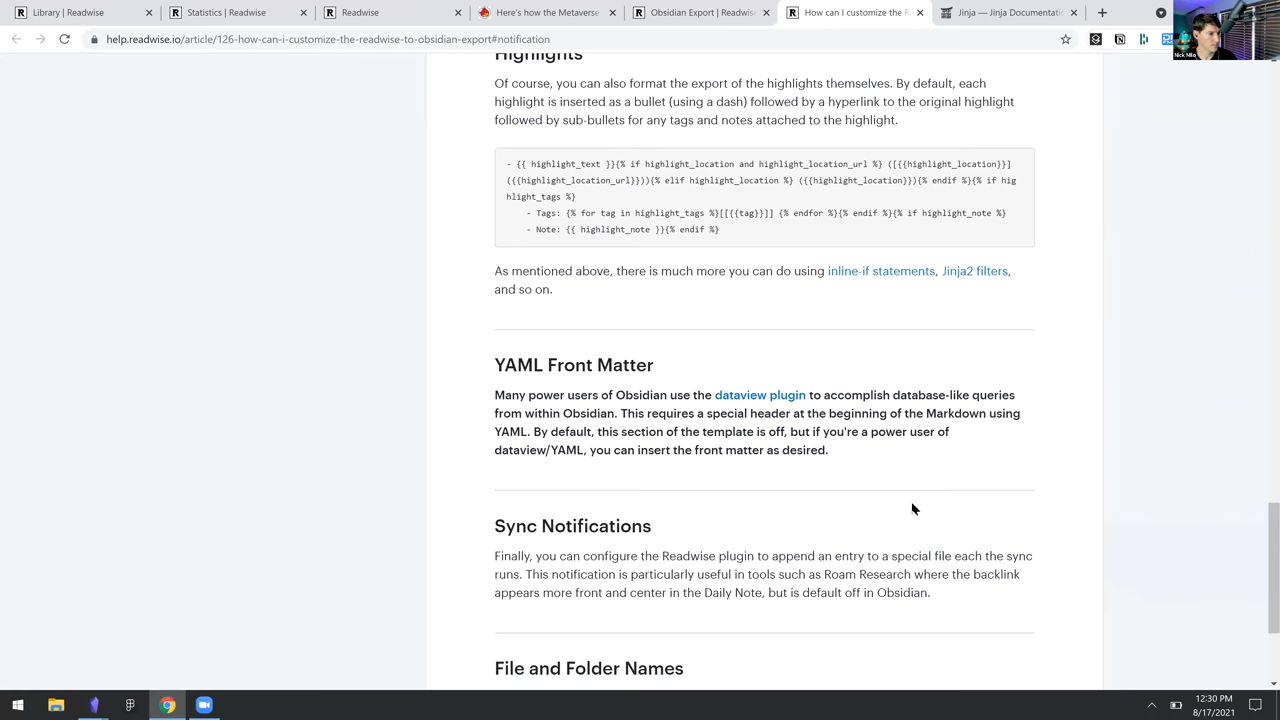 Library | Readwise
Statistics | Readwise
Readwise
Here's how the Metaverse
Obsidian Export | Readwis
How can I customize the R
Jinja — Jinja Documentati
help.readwise.io/article/126-how-can-i-customize-the-readwise-to-obsidian-export#notification
Nick Milo
Highlights
Of course, you can also format the export of the highlights themselves. By default, each
highlight is inserted as a bullet (using a dash) followed by a hyperlink to the original highlight
followed by sub-bullets for any tags and notes attached to the highlight.
- {{ highlight_text }}{% if highlight_location and highlight_location_url %} ([{{highlight_location}}]
({{highlight_location_url}})){% elif highlight_location %} ({{highlight_location}}){% endif %}{% if hig
hlight_tags %}
- Tags: {% for tag in highlight_tags %}[[{{tag}}]] {% endfor %}{% endif %}{% if highlight_note %}
- Note: {{ highlight_note }}{% endif %}
As mentioned above, there is much more you can do using inline-if statements, Jinja2 filters,
and so on.
YAML Front Matter
Many power users of Obsidian use the dataview plugin to accomplish database-like queries
from within Obsidian. This requires a special header at the beginning of the Markdown using
YAML. By default, this section of the template is off, but if you're a power user of
dataview/YAML, you can insert the front matter as desired.
Sync Notifications
Finally, you can configure the Readwise plugin to append an entry to a special file each the sync
runs. This notification is particularly useful in tools such as Roam Research where the backlink
appears more front and center in the Daily Note, but is default off in Obsidian.
File and Folder Names
12:30 PM
8/17/2021